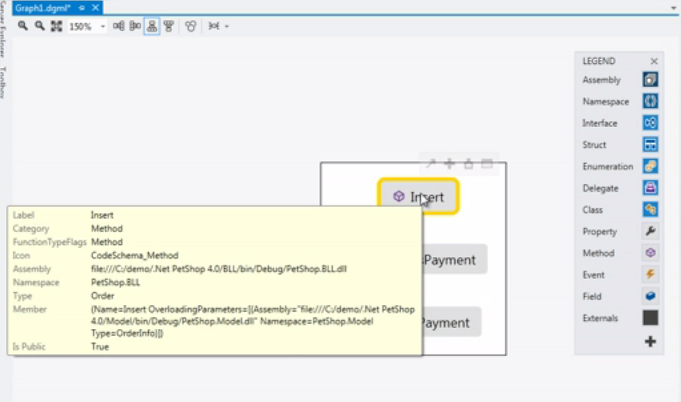 Graph1.dgml*
Server Explorer
Toolbox
150%
LEGEND
Assembly
Namespace
Interface
Struct
Enumeration
Delegate
Class
Property
Method
Event
Field
Externals
Insert
Payment
Payment
Label Insert
Category Method
FunctionTypeFlags Method
Icon CodeSchema_Method
Assembly file:///C:/demo/.Net PetShop 4.0/BLL/bin/Debug/PetShop.BLL.dll
Namespace PetShop.BLL
Type Order
Member (Name=Insert OverloadingParameters=[(Assembly="file:///C:/demo/.Net PetShop
4.0/Model/bin/Debug/PetShop.Model.dll" Namespace=PetShop.Model
Type=OrderInfo)])
Is Public True